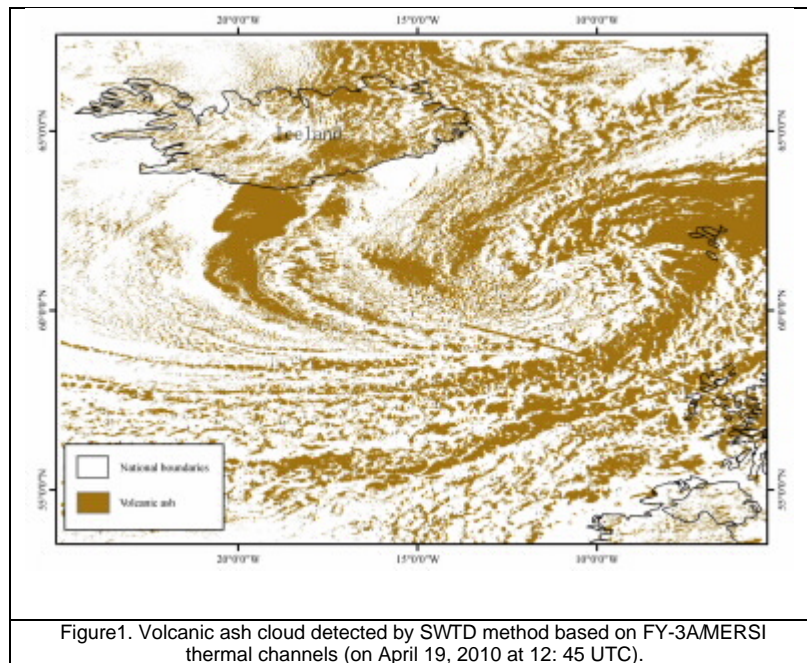 20°0'0"W 15°0'0"W 10°0'0"W
65°0'0"N 65°0'0"N
Iceland
60°0'0"N 60°0'0"N
National boundaries
Volcanic ash
55°0'0"N 55°0'0"N
20°0'0"W 15°0'0"W 10°0'0"W
Figure1. Volcanic ash cloud detected by SWTD method based on FY-3A/MERSI
thermal channels (on April 19, 2010 at 12: 45 UTC).